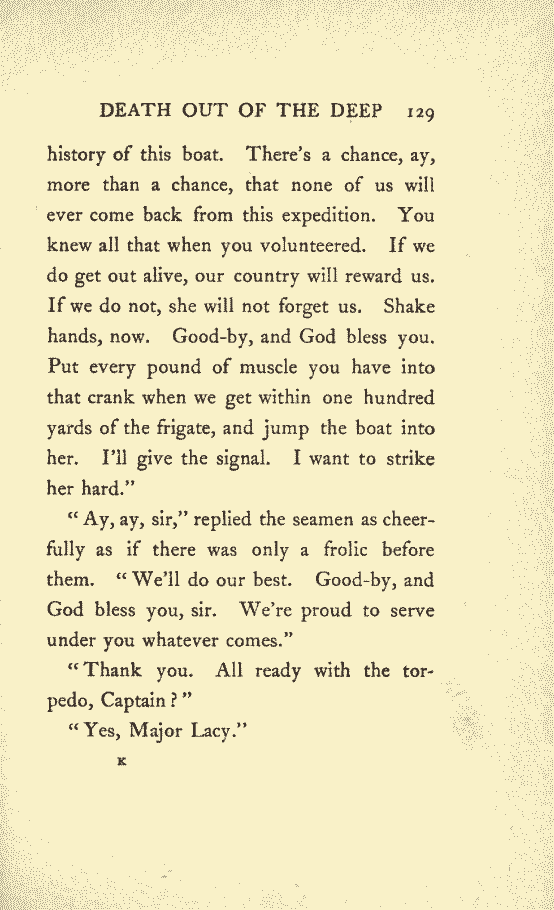 DEATH OUT OF THE DEEP 129
history of this boat. There's a chance, ay,
more than a chance, that none of us will
ever come back from this expedition. You
knew all that when you volunteered. If we
do get out alive, our country will reward us.
If we do not, she will not forget us. Shake
hands, now. Good-by, and God bless you.
Put every pound of muscle you have into
that crank when we get within one hundred
yards of the frigate, and jump the boat into
her. I'll give the signal. I want to strike
her hard."
"Ay, ay, sir," replied the seamen as cheer-
fully as if there was only a frolic before
them. "We'll do our best. Good-by, and
God bless you, sir. We're proud to serve
under you whatever comes."
"Thank you. All ready with the tor-
pedo, Captain?"
"Yes, Major Lacy."
K